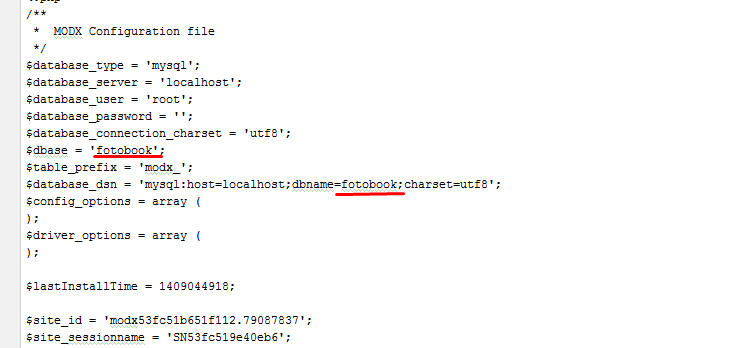 /**
 *  MODX Configuration file
 */
$database_type = 'mysql';
$database_server = 'localhost';
$database_user = 'root';
$database_password = '';
$database_connection_charset = 'utf8';
$dbase = 'fotobook';
$table_prefix = 'modx_';
$database_dsn = 'mysql:host=localhost;dbname=fotobook;charset=utf8';
$config_options = array (
);
$driver_options = array (
);
$lastInstallTime = 1409044918;
$site_id = 'modx53fc51b651f112.79087837';
$site_sessionname = 'SN53fc519e40eb6';